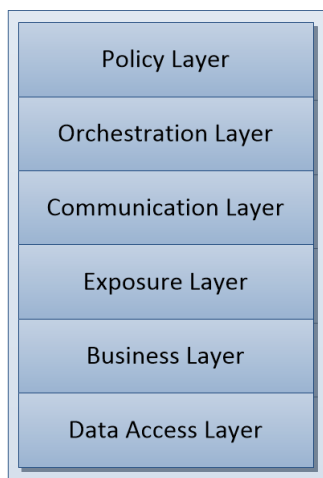 Policy Layer
Orchestration Layer
Communication Layer
Exposure Layer
Business Layer
Data Access Layer